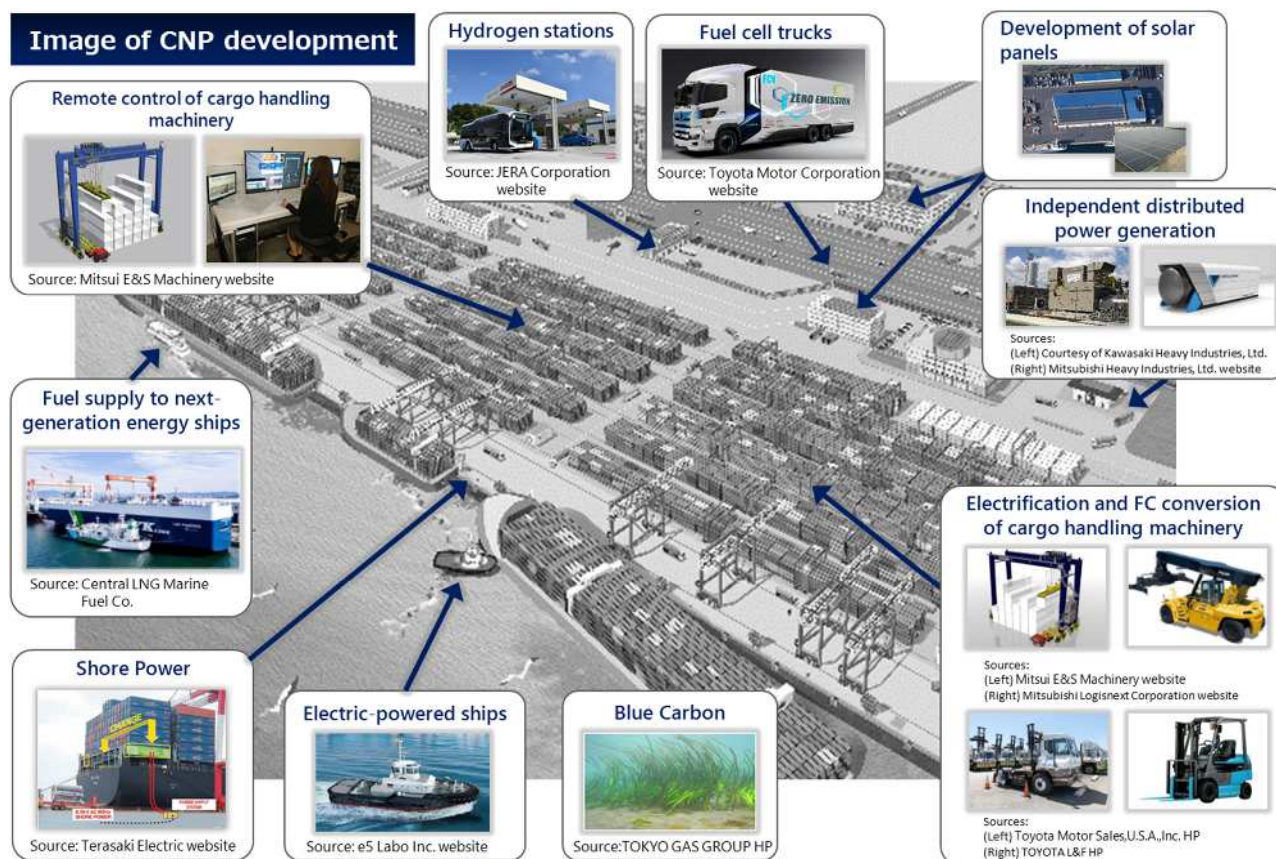 Image of CNP development
Hydrogen stations
Source: JERA Corporation
website
Fuel cell trucks
ZERO EMISSION
Source: Toyota Motor Corporation
website
Development of solar
panels
Remote control of cargo handling
machinery
Source: Mitsui E&S Machinery website
Independent distributed
power generation
Sources:
(Left) Courtesy of Kawasaki Heavy Industries, Ltd.
(Right) Mitsubishi Heavy Industries, Ltd. website
Fuel supply to next-
generation energy ships
Source: Central LNG Marine
Fuel Co.
Electrification and FC conversion
of cargo handling machinery
Sources:
(Left) Mitsui E&S Machinery website
(Right) Mitsubishi Logisnext Corporation website
Sources:
(Left) Toyota Motor Sales,U.S.A.,Inc. HP
(Right) TOYOTA L&F HP
Shore Power
CHANGE
SHORE POWER
Source: Terasaki Electric website
Electric-powered ships
Source: e5 Labo Inc. website
Blue Carbon
Source:TOKYO GAS GROUP HP